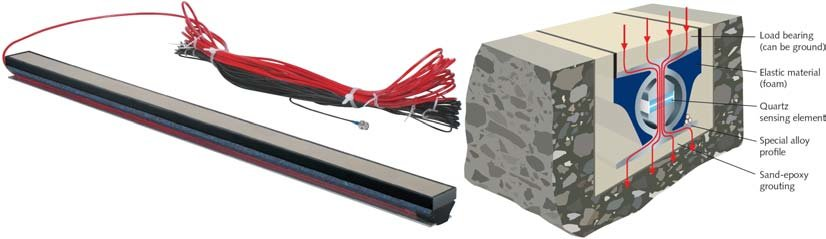 Load bearing
(can be ground)
Elastic material
(foam)
Quartz
sensing element
Special alloy
profile
Sand-epoxy
grouting